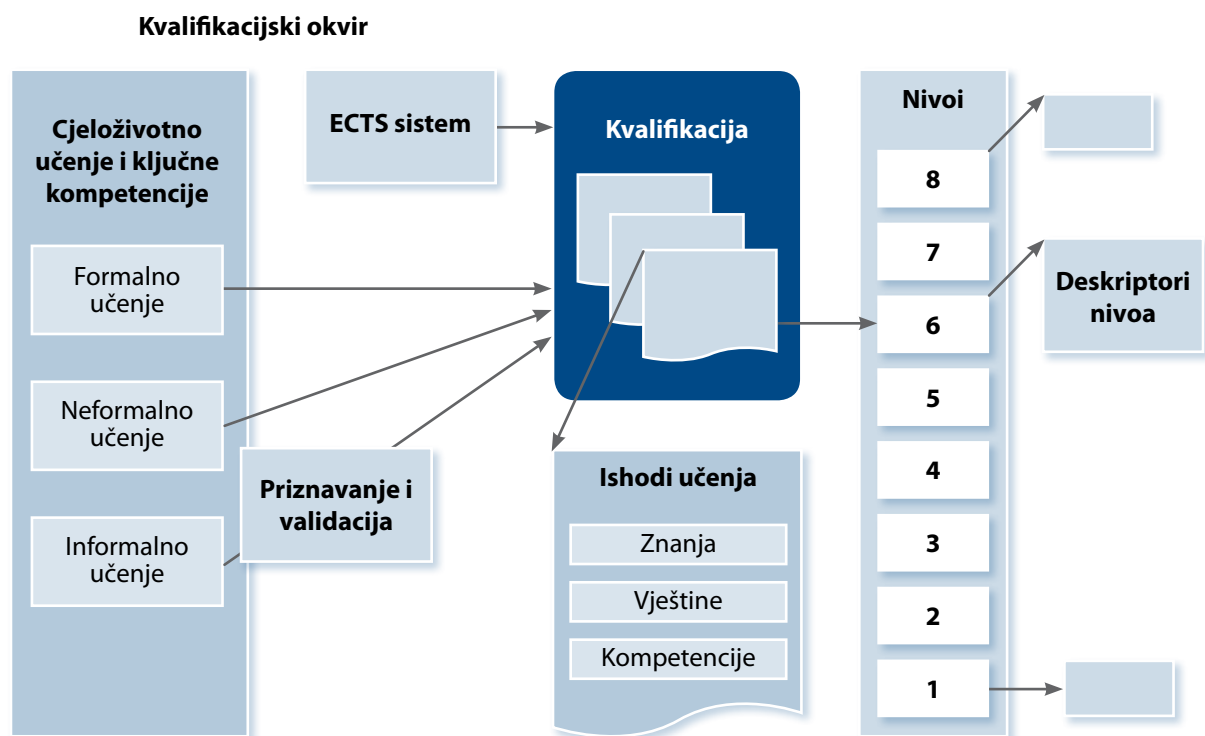 Kvalifikacijski okvir
Cjeloživotno
učenje i ključne
kompetencije
Formalno
učenje
Neformalno
učenje
Informalno
učenje
Priznavanje i
validacija
ECTS sistem
Kvalifikacija
Ishodi učenja
Znanja
Vještine
Kompetencije
Nivoi
8
7
6
5
4
3
2
1
Deskriptori
nivoa